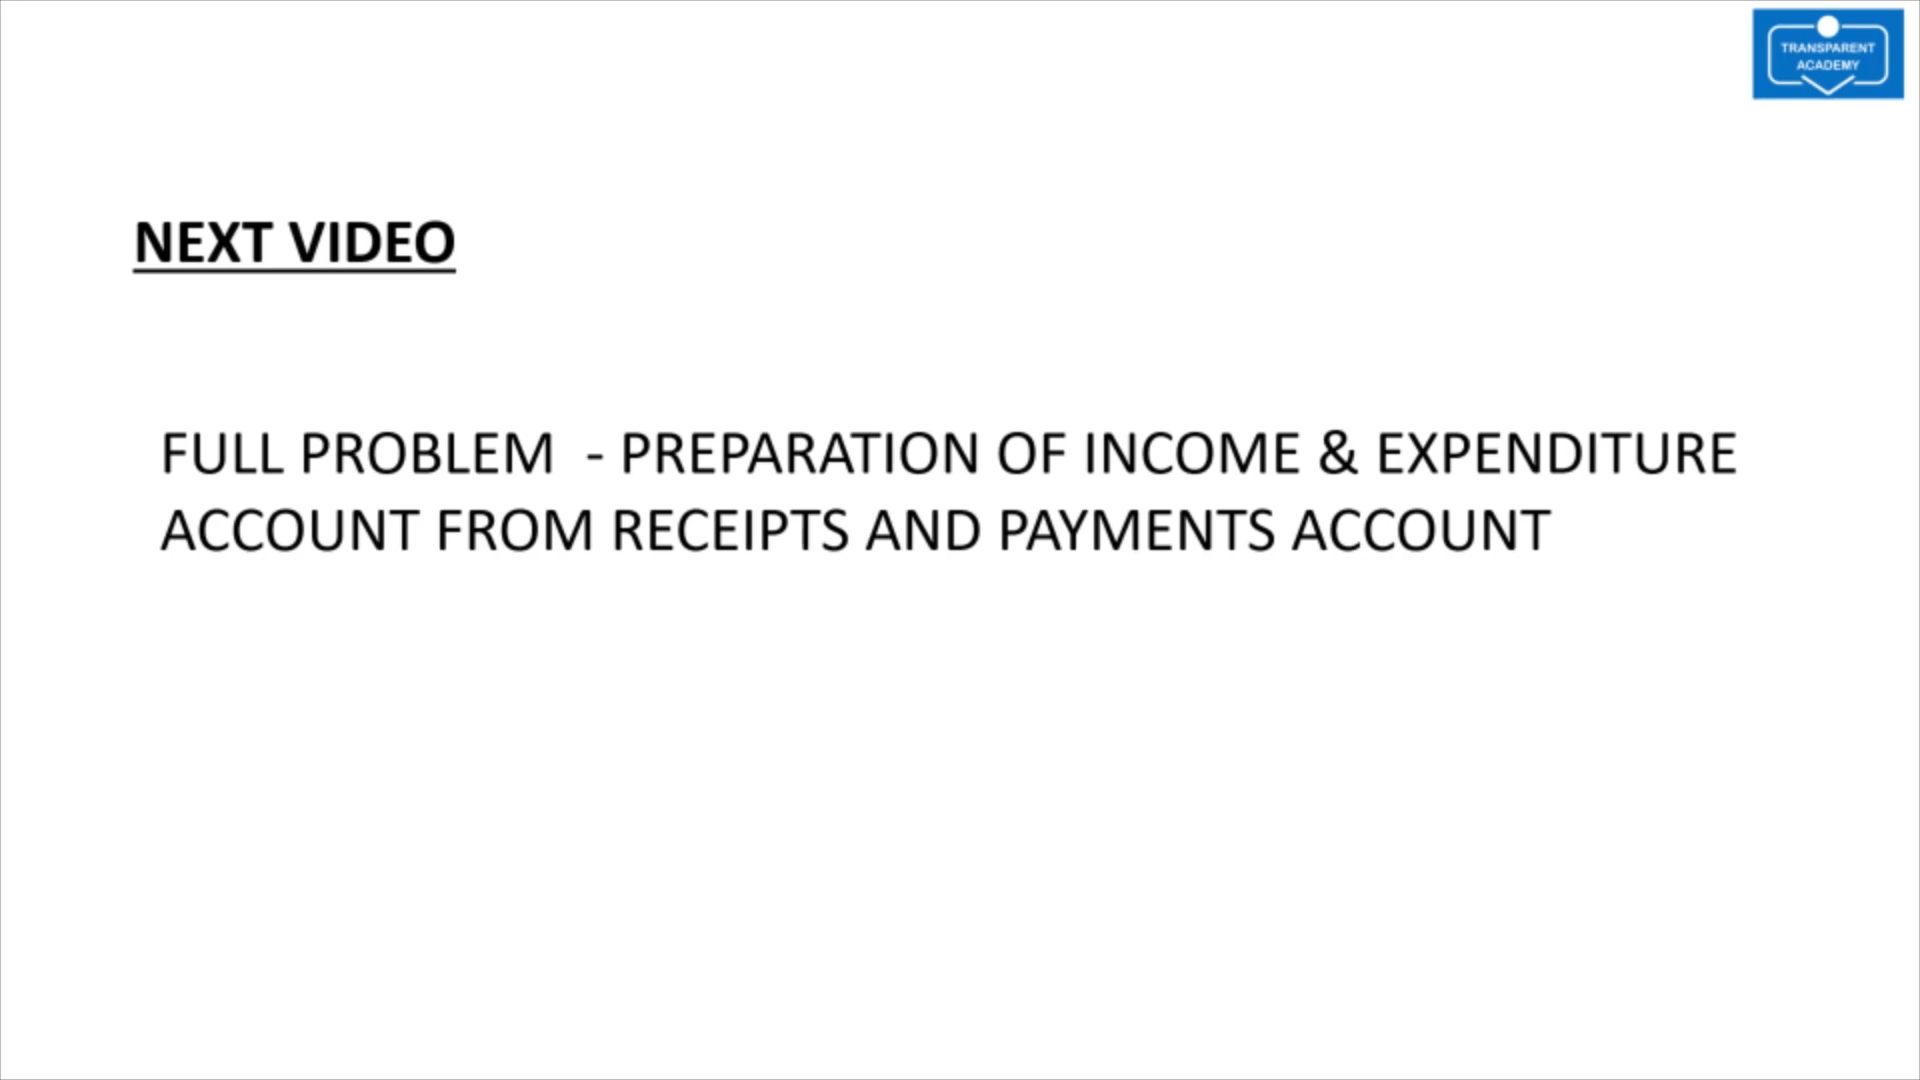 TRANSPARENT
ACADEMY
NEXT VIDEO
FULL PROBLEM - PREPARATION OF INCOME & EXPENDITURE
ACCOUNT FROM RECEIPTS AND PAYMENTS ACCOUNT